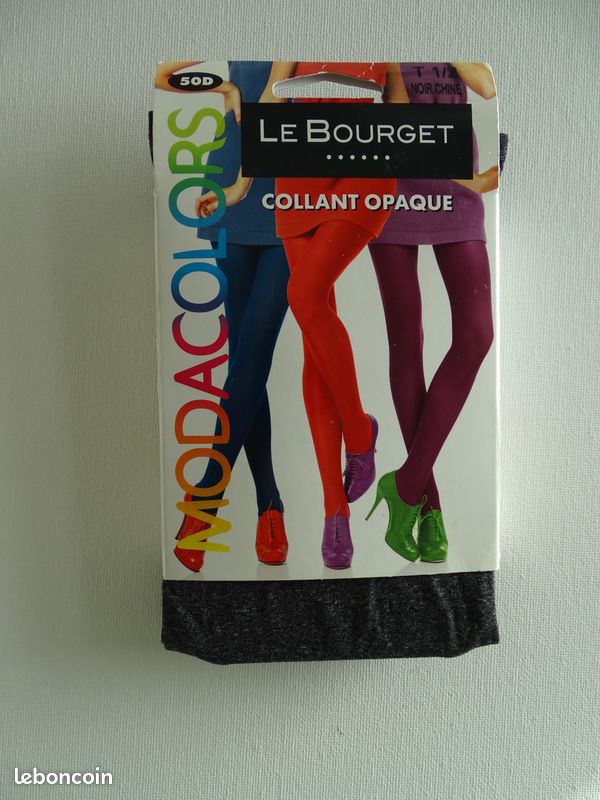 50D
T 1/2
NOIR CHINE
LE BOURGET
COLLANT OPAQUE
MODACOLORS
leboncoin